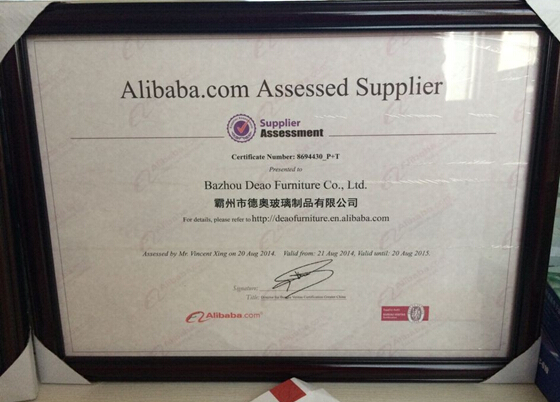 Alibaba.com Assessed Supplier
Supplier
Assessment
Certificate Number: 8694430_P+T
Presented to
Bazhou Deao Furniture Co., Ltd.
霸州市德奥玻璃制品有限公司
For details, please refer to http://deaofurniture.en.alibaba.com
Assessed by Mr. Vincent Xing on 20 Aug 2014. Valid from: 21 Aug 2014; Valid until: 20 Aug 2015.
Signature:
Title:
Alibaba.com